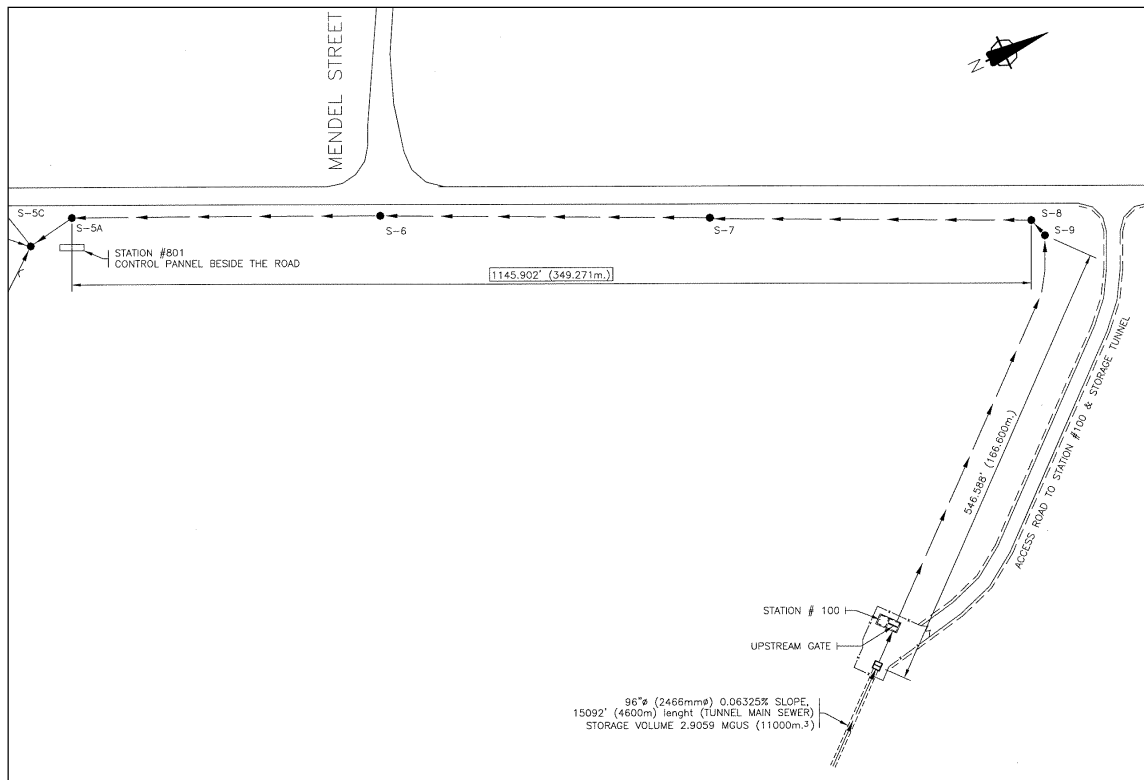 MENDEL STREET
N
S-5C
S-5A
S-6
S-7
S-8
S-9
STATION #801
CONTROL PANNEL BESIDE THE ROAD
1145.902' (349.271m.)
546.588' (166.600m.)
ACCESS ROAD TO STATION #100 & STORAGE TUNNEL
STATION # 100
UPSTREAM GATE
96"ø (2466mmø) 0.06325% SLOPE,
15092' (4600m) lenght (TUNNEL MAIN SEWER)
STORAGE VOLUME 2.9059 MGUS (11000m.³)